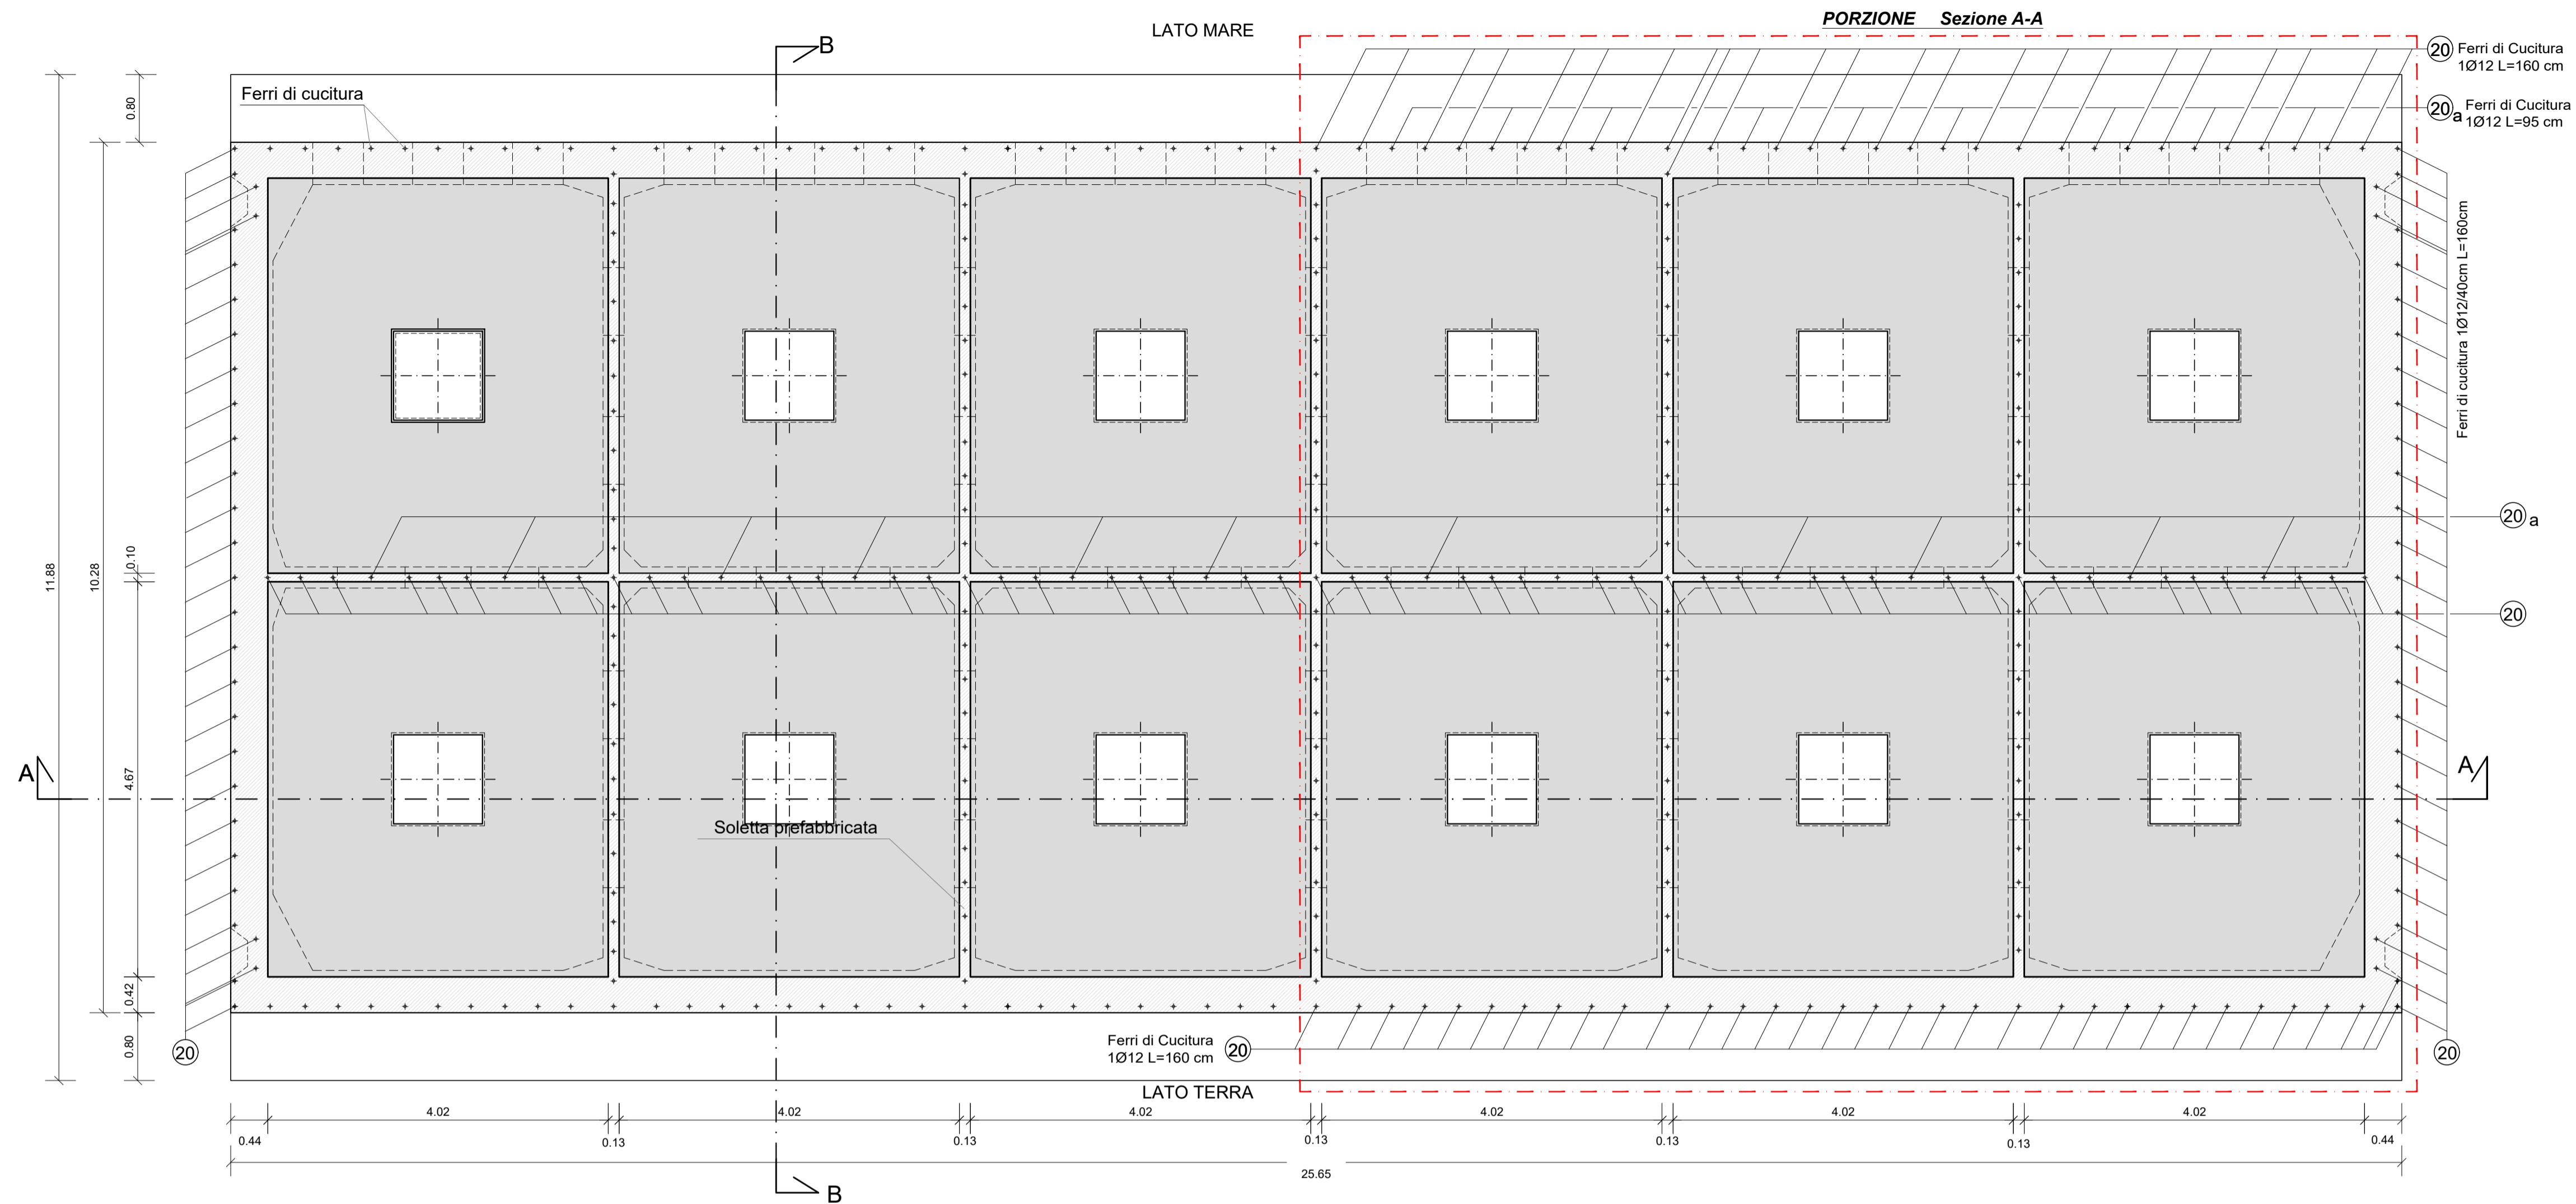 PORZIONE Sezione A-A
LATO MARE
B
20 Ferri di Cucitura
1Ø12 L=160 cm
20a Ferri di Cucitura
1Ø12 L=95 cm
Ferri di cucitura
0.80
Ferri di cucitura 1Ø12/40cm L=160cm
11.88
10.28
0.10
20 a
20
4.67
A
A
Soletta prefabbricata
0.42
0.80
20
Ferri di Cucitura
1Ø12 L=160 cm
20
20
LATO TERRA
4.02
4.02
4.02
4.02
4.02
4.02
0.44
0.13
0.13
0.13
0.13
0.13
0.44
25.65
B